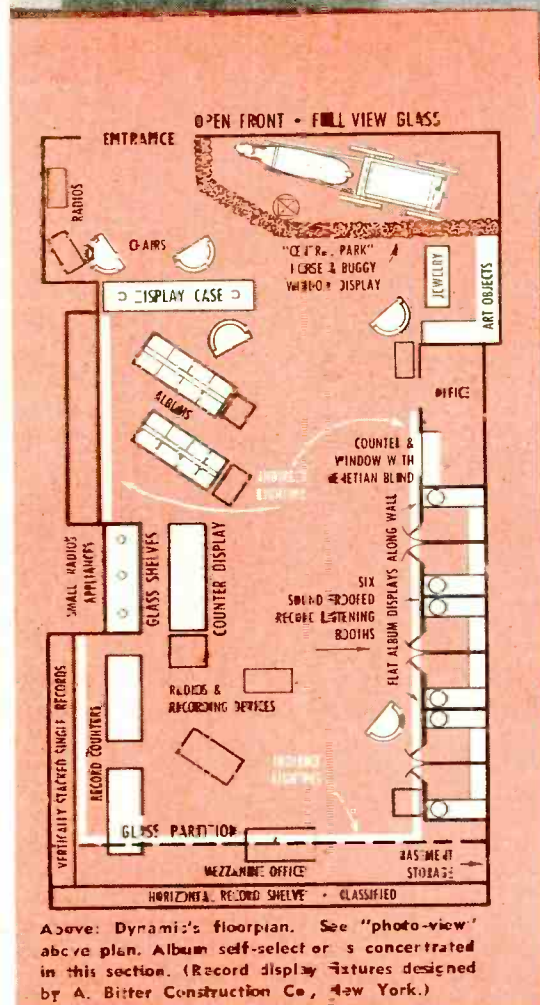 OPEN FRONT - FULL VIEW GLASS
ENTRANCE
RADIOS
CHAIRS
"CENTRAL PARK"
HORSE & BUGGY
WINDOW DISPLAY
JEWELRY
ART OBJECTS
DISPLAY CASE
ALBUMS
OFFICE
COUNTER &
WINDOW WITH
VENETIAN BLIND
INDIRECT
LIGHTING
SMALL RADIOS
APPLIANCES
GLASS SHELVES
COUNTER DISPLAY
FLAT ALBUM DISPLAYS ALONG WALL
SIX
SOUND PROOFED
RECORD LISTENING
BOOTHS
VERTICALLY STACKED SINGLE RECORDS
RECORD COUNTERS
RADIOS &
RECORDING DEVICES
GLASS PARTITION
MEZZANINE OFFICE
BASEMENT
STORAGE
HORIZONTAL RECORD SHELVES - CLASSIFIED
Above: Dynamic's floorplan. See "photo-view"
above plan. Album self-selector is concentrated
in this section. (Record display fixtures designed
by A. Bitter Construction Co., New York.)